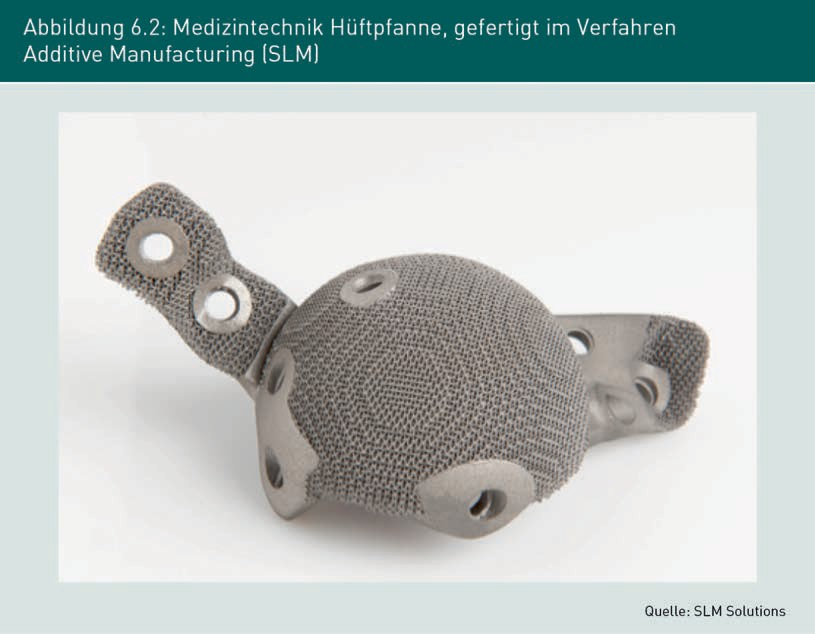 Abbildung 6.2: Medizintechnik Hüftpfanne, gefertigt im Verfahren
Additive Manufacturing (SLM)
Quelle: SLM Solutions